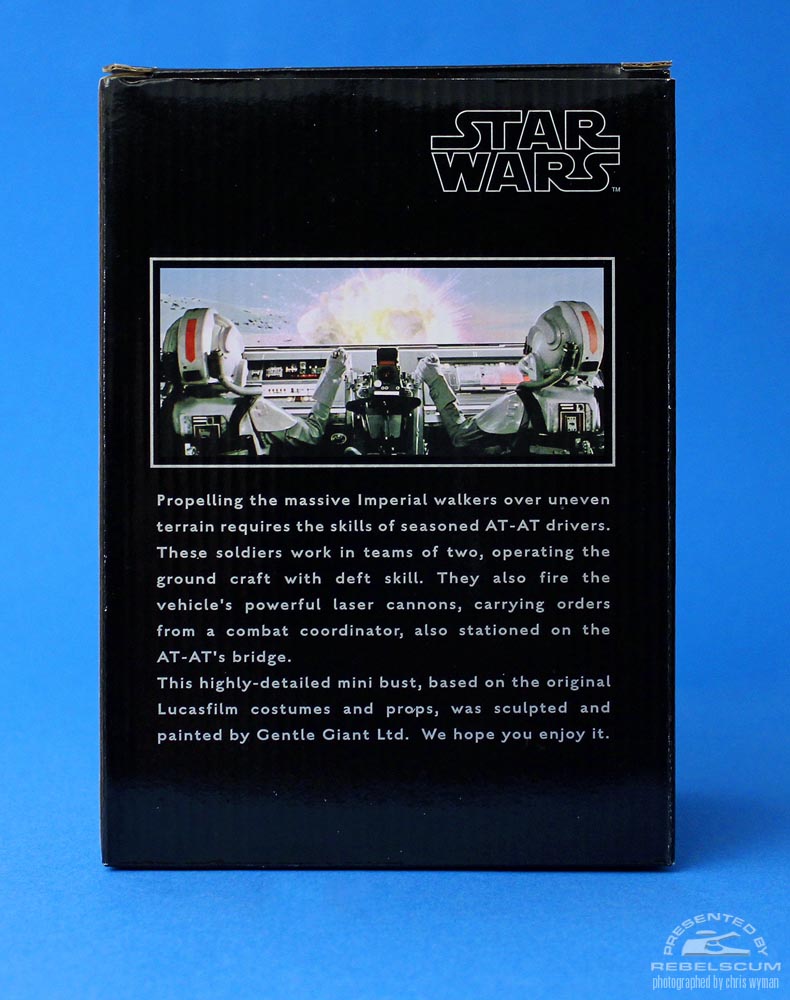 STAR
WARS™
Propelling the massive Imperial walkers over uneven
terrain requires the skills of seasoned AT-AT drivers.
These soldiers work in teams of two, operating the
ground craft with deft skill. They also fire the
vehicle's powerful laser cannons, carrying orders
from a combat coordinator, also stationed on the
AT-AT's bridge.
This highly-detailed mini bust, based on the original
Lucasfilm costumes and props, was sculpted and
painted by Gentle Giant Ltd. We hope you enjoy it.
PRESENTED BY
REBELSCUM
photographed by chris wyman